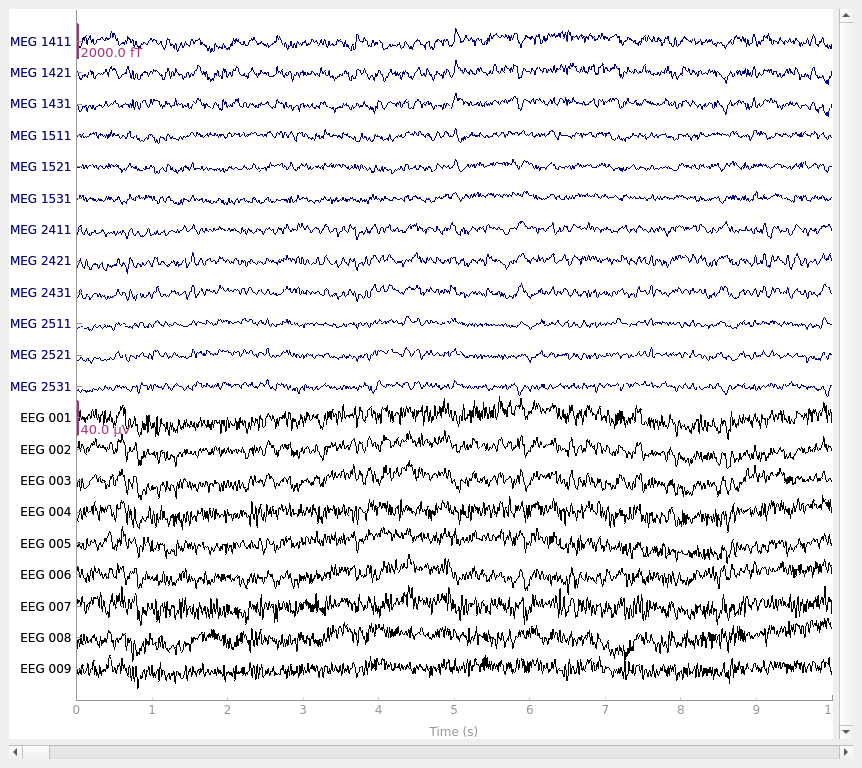 MEG 1411
2000.0 fT
MEG 1421
MEG 1431
MEG 1511
MEG 1521
MEG 1531
MEG 2411
MEG 2421
MEG 2431
MEG 2511
MEG 2521
MEG 2531
EEG 001
40.0 µV
EEG 002
EEG 003
EEG 004
EEG 005
EEG 006
EEG 007
EEG 008
EEG 009
0 1 2 3 4 5 6 7 8 9 1
Time (s)